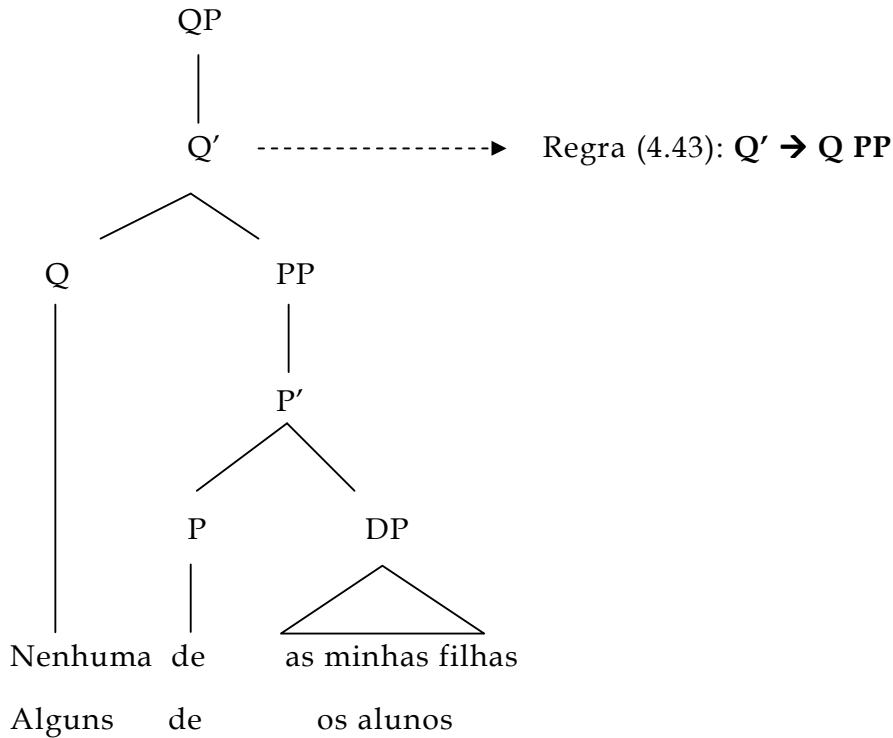 QP
Q’ Regra (4.43): Q’ → Q PP
Q PP
P’
P DP
Nenhuma de as minhas filhas
Alguns de os alunos